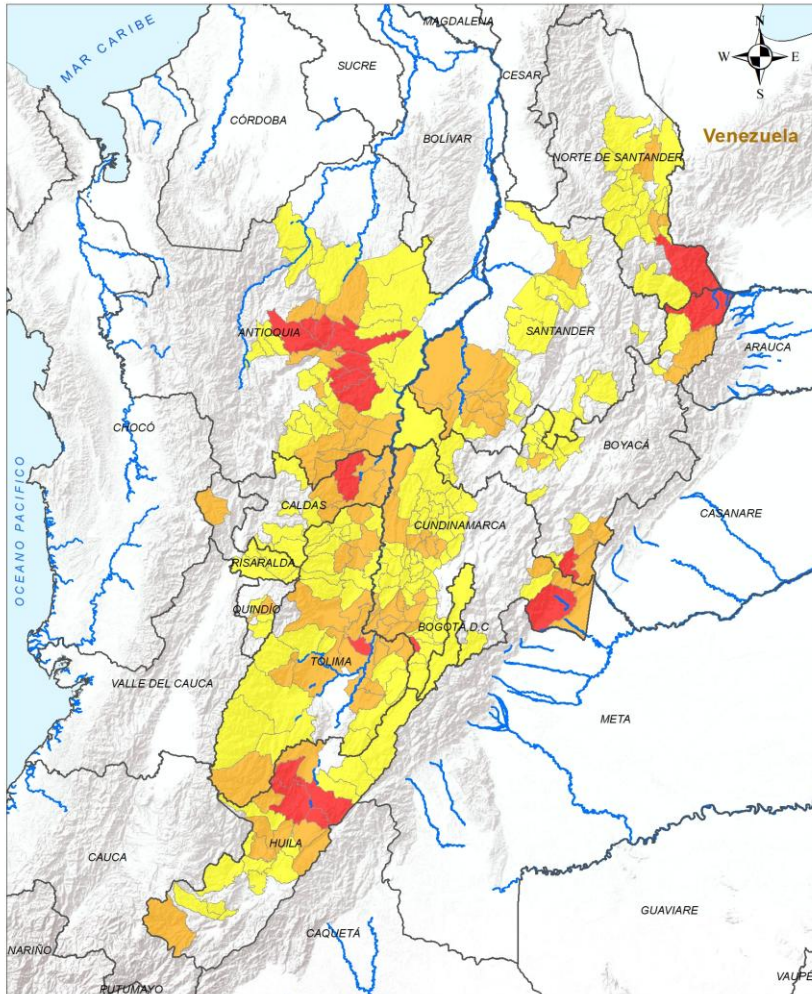 MAGDALENA
N
MAR CARIBE
SUCRE
CESAR
W
E
S
CÓRDOBA
BOLÍVAR
Venezuela
NORTE DE SANTANDER
ANTIOQUIA
SANTANDER
ARAUCA
CHOCÓ
BOYACÁ
OCEANO PACIFICO
CALDAS
CUNDINAMARCA
CASANARE
RISARALDA
QUINDÍO
BOGOTÁ, D.C
TOLIMA
VALLE DEL CAUCA
META
HUILA
CAUCA
GUAVIARE
CAQUETÁ
NARIÑO
PUTUMAYO
VAUPÉ